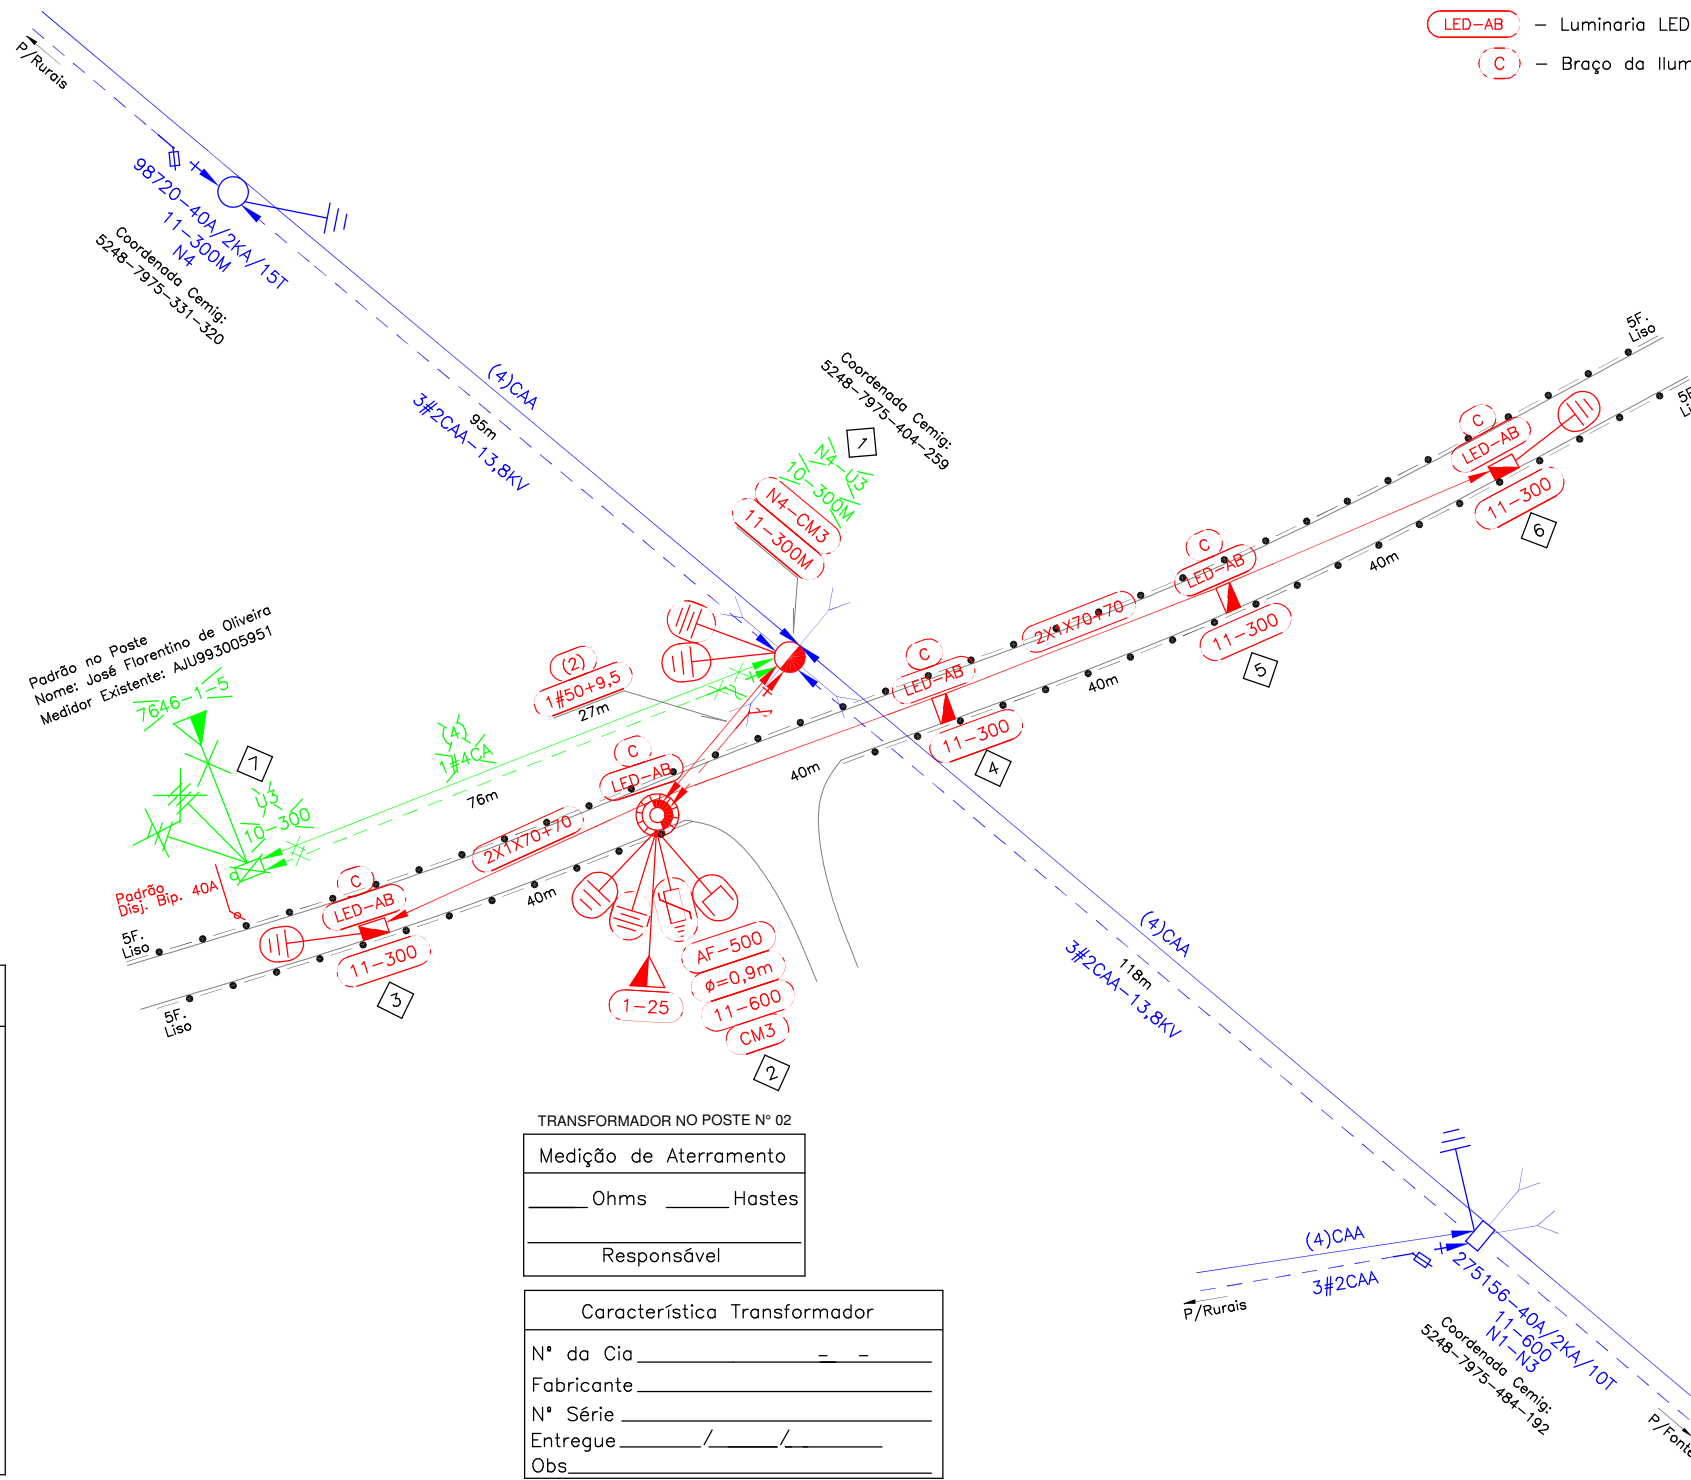 LED-AB - Luminaria LED
C - Braço da Ilum
P/Rurais
98720-40A/2KA/15T
11-300M
N4
Coordenada Cemig:
5248-7975-331-320
(4)CAA
95m
3#2CAA-13,8KV
Coordenada Cemig:
5248-7975-404-259
1
N4-U3
10-300M
N4-CM3
11-300M
5F.
Liso
C
LED-AB
11-300
6
40m
C
LED-AB
11-300
5
2X1X70+70
40m
C
LED-AB
11-300
4
40m
(2)
1#50+9,5
27m
Padrão no Poste
Nome: José Florentino de Oliveira
Medidor Existente: AJU993005951
7646-1-5
7
U3
10-300
(4)
1#4CA
76m
C
LED-AB
2X1X70+70
40m
Padrão
Disj. Bip. 40A
C
LED-AB
11-300
3
5F.
Liso
5F.
Liso
1-25
AF-500
ø=0,9m
11-600
CM3
2
(4)CAA
118m
3#2CAA-13,8KV
TRANSFORMADOR NO POSTE N° 02
Medição de Aterramento
Ohms Hastes
Responsável
Característica Transformador
Nº da Cia - -
Fabricante
Nº Série
Entregue / /
Obs
(4)CAA
3#2CAA
P/Rurais
275156-40A/2KA/10T
11-600
N1-N3
Coordenada Cemig:
5248-7975-484-192
P/Fonte